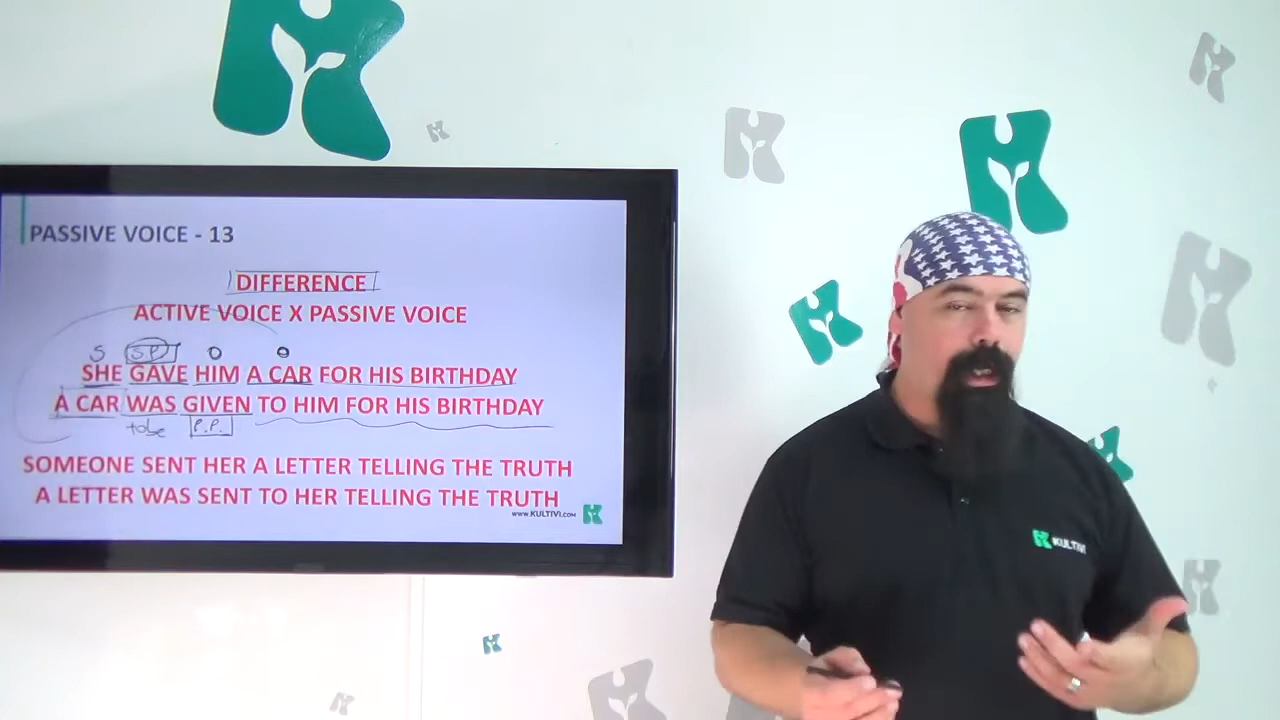 PASSIVE VOICE - 13
DIFFERENCE
ACTIVE VOICE X PASSIVE VOICE
S S.P. O O
SHE GAVE HIM A CAR FOR HIS BIRTHDAY
A CAR WAS GIVEN TO HIM FOR HIS BIRTHDAY
to be P.P.
SOMEONE SENT HER A LETTER TELLING THE TRUTH
A LETTER WAS SENT TO HER TELLING THE TRUTH
WWW.KULTIVI.COM
KULTIVI